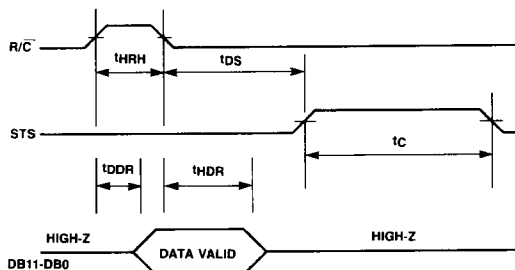 R/C̅
tHRH
tDS
STS
tC
tDDR
tHDR
HIGH-Z
DATA VALID
HIGH-Z
DB11-DB0